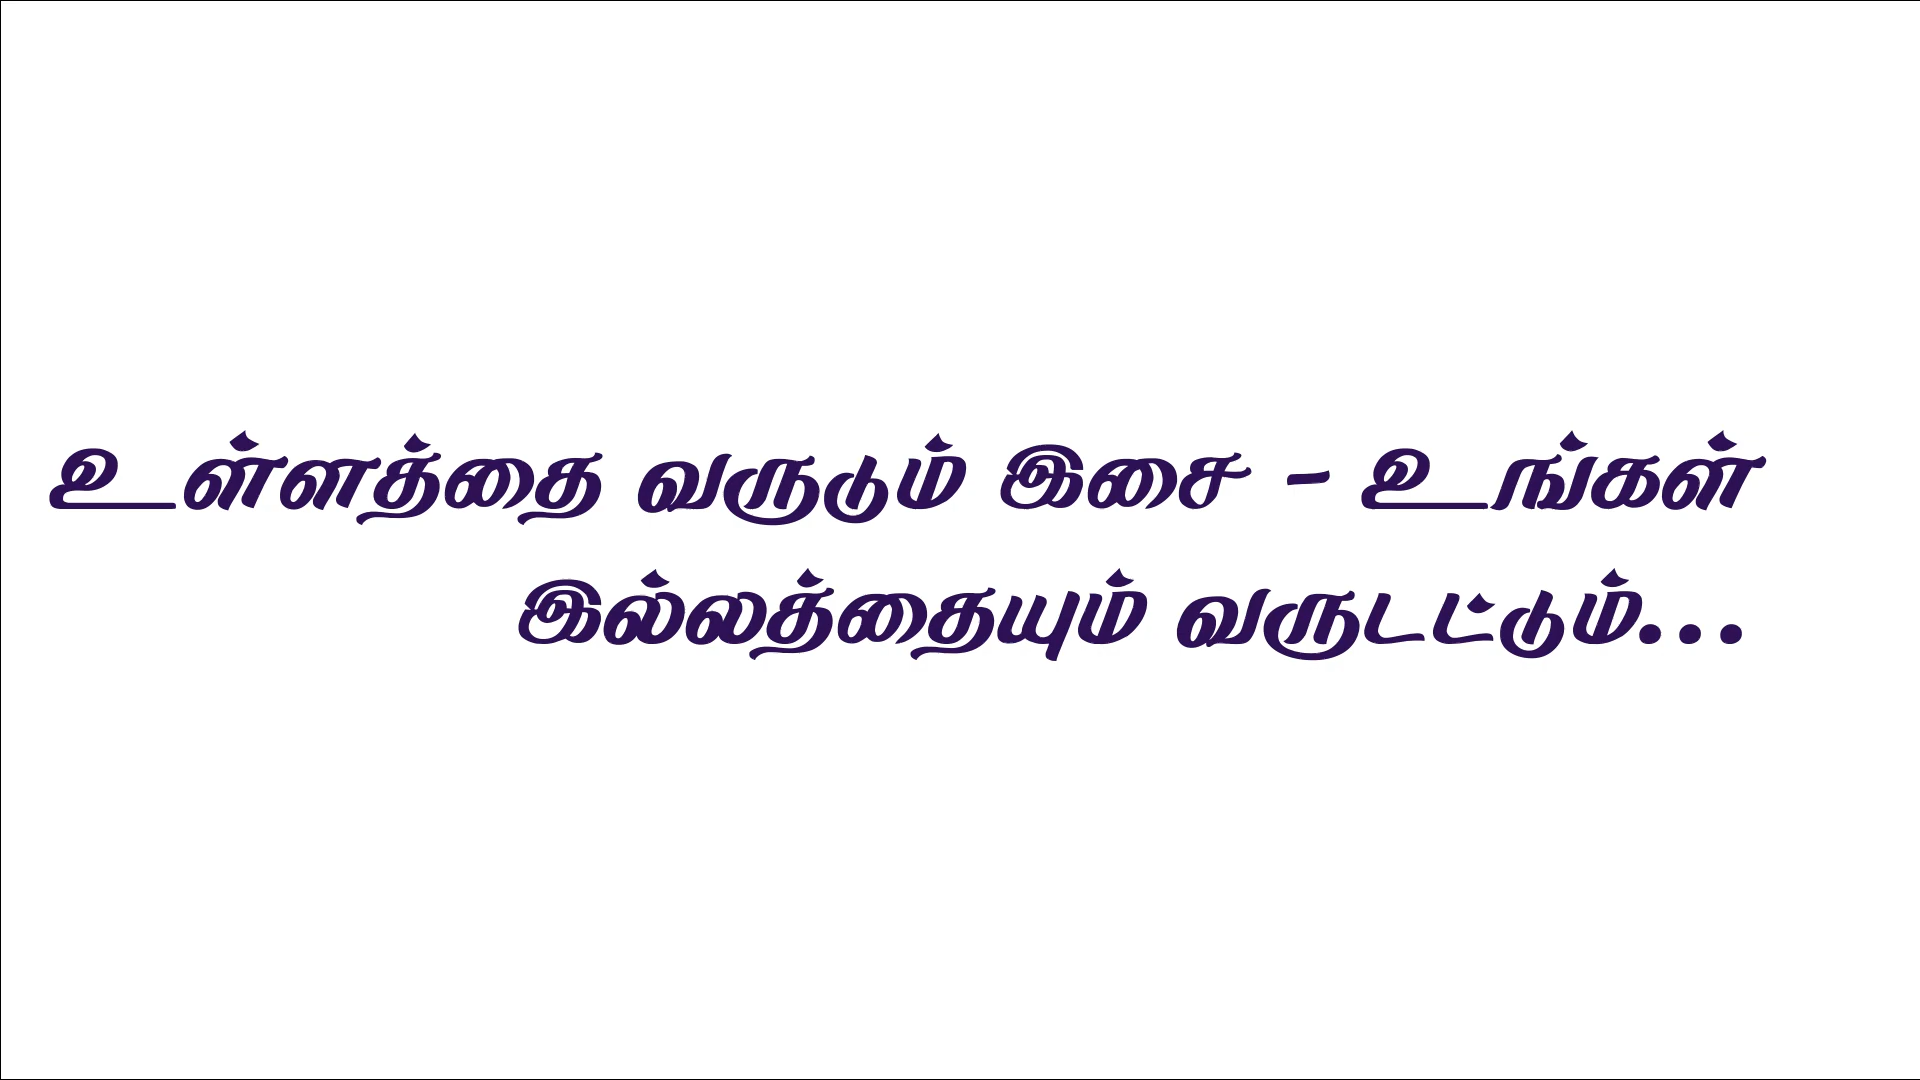 உள்ளத்தை வருடும் இசை - உங்கள்
இல்லத்தையும் வருடட்டும்...